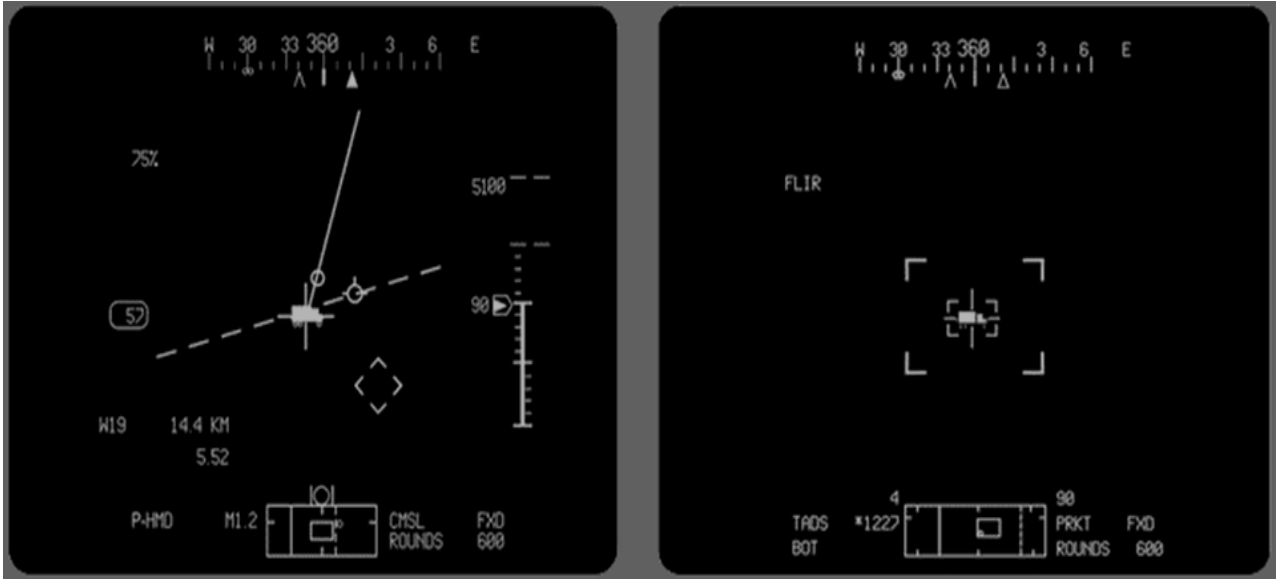 W 30 33 360 3 6 E
75%
5100
57
90
W19 14.4 KM
5.52
P-HMD M1.2 CMSL FXD
ROUNDS 600
W 30 33 360 3 6 E
FLIR
4 90
TADS *1227 PRKT FXD
BOT ROUNDS 600